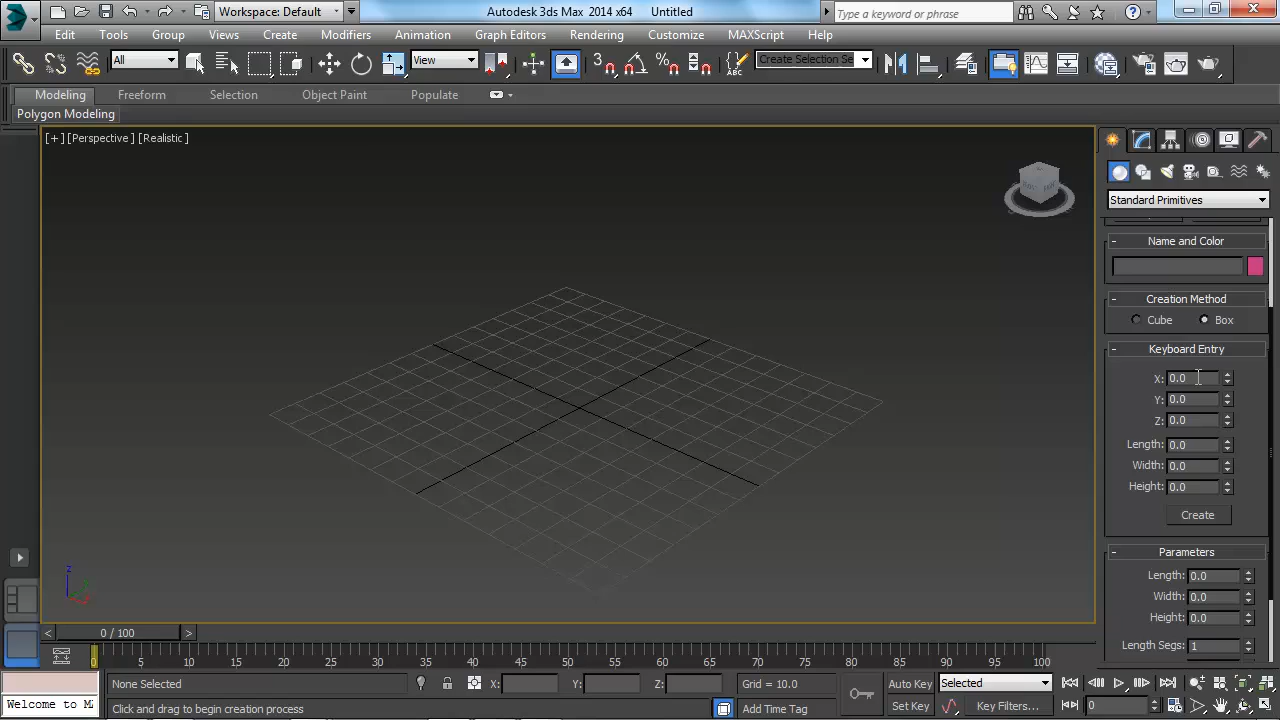 Workspace: Default
Autodesk 3ds Max 2014 x64 Untitled
Type a keyword or phrase
Edit Tools Group Views Create Modifiers Animation Graph Editors Rendering Customize MAXScript Help
All
View
3
Create Selection Se
Modeling Freeform Selection Object Paint Populate
Polygon Modeling
[+][Perspective][Realistic]
Standard Primitives
- Name and Color
- Creation Method
Cube Box
- Keyboard Entry
X: 0.0
Y: 0.0
Z: 0.0
Length: 0.0
Width: 0.0
Height: 0.0
Create
- Parameters
Length: 0.0
Width: 0.0
Height: 0.0
Length Segs: 1
z
< 0 / 100 >
0 5 10 15 20 25 30 35 40 45 50 55 60 65 70 75 80 85 90 95 100
None Selected X: Y: Z: Grid = 10.0 Auto Key Selected
Welcome to M
Click and drag to begin creation process
Add Time Tag
Set Key
Key Filters...
0